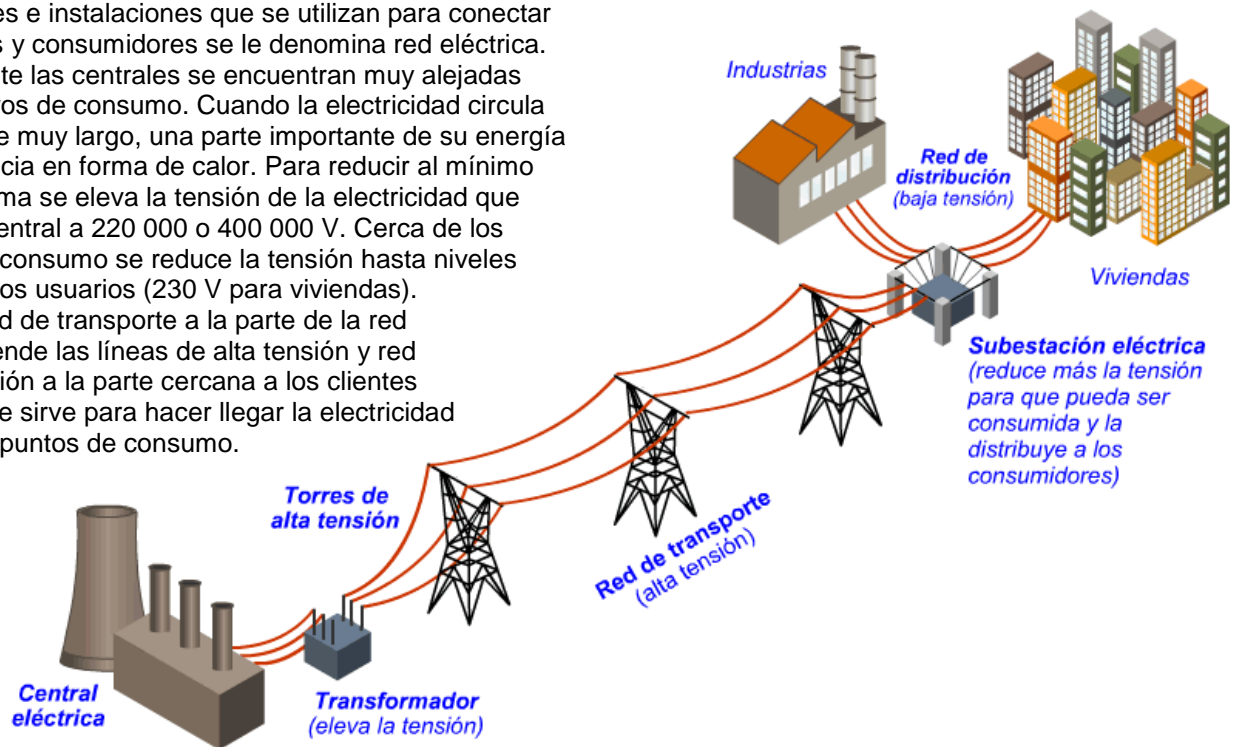 es e instalaciones que se utilizan para conectar
s y consumidores se le denomina red eléctrica.
te las centrales se encuentran muy alejadas
os de consumo. Cuando la electricidad circula
e muy largo, una parte importante de su energía
cia en forma de calor. Para reducir al mínimo
ma se eleva la tensión de la electricidad que
entral a 220 000 o 400 000 V. Cerca de los
consumo se reduce la tensión hasta niveles
os usuarios (230 V para viviendas).
d de transporte a la parte de la red
ende las líneas de alta tensión y red
ión a la parte cercana a los clientes
e sirve para hacer llegar la electricidad
puntos de consumo.
Industrias
Red de
distribución
(baja tensión)
Viviendas
Subestación eléctrica
(reduce más la tensión
para que pueda ser
consumida y la
distribuye a los
consumidores)
Torres de
alta tensión
Red de transporte
(alta tensión)
Central
eléctrica
Transformador
(eleva la tensión)